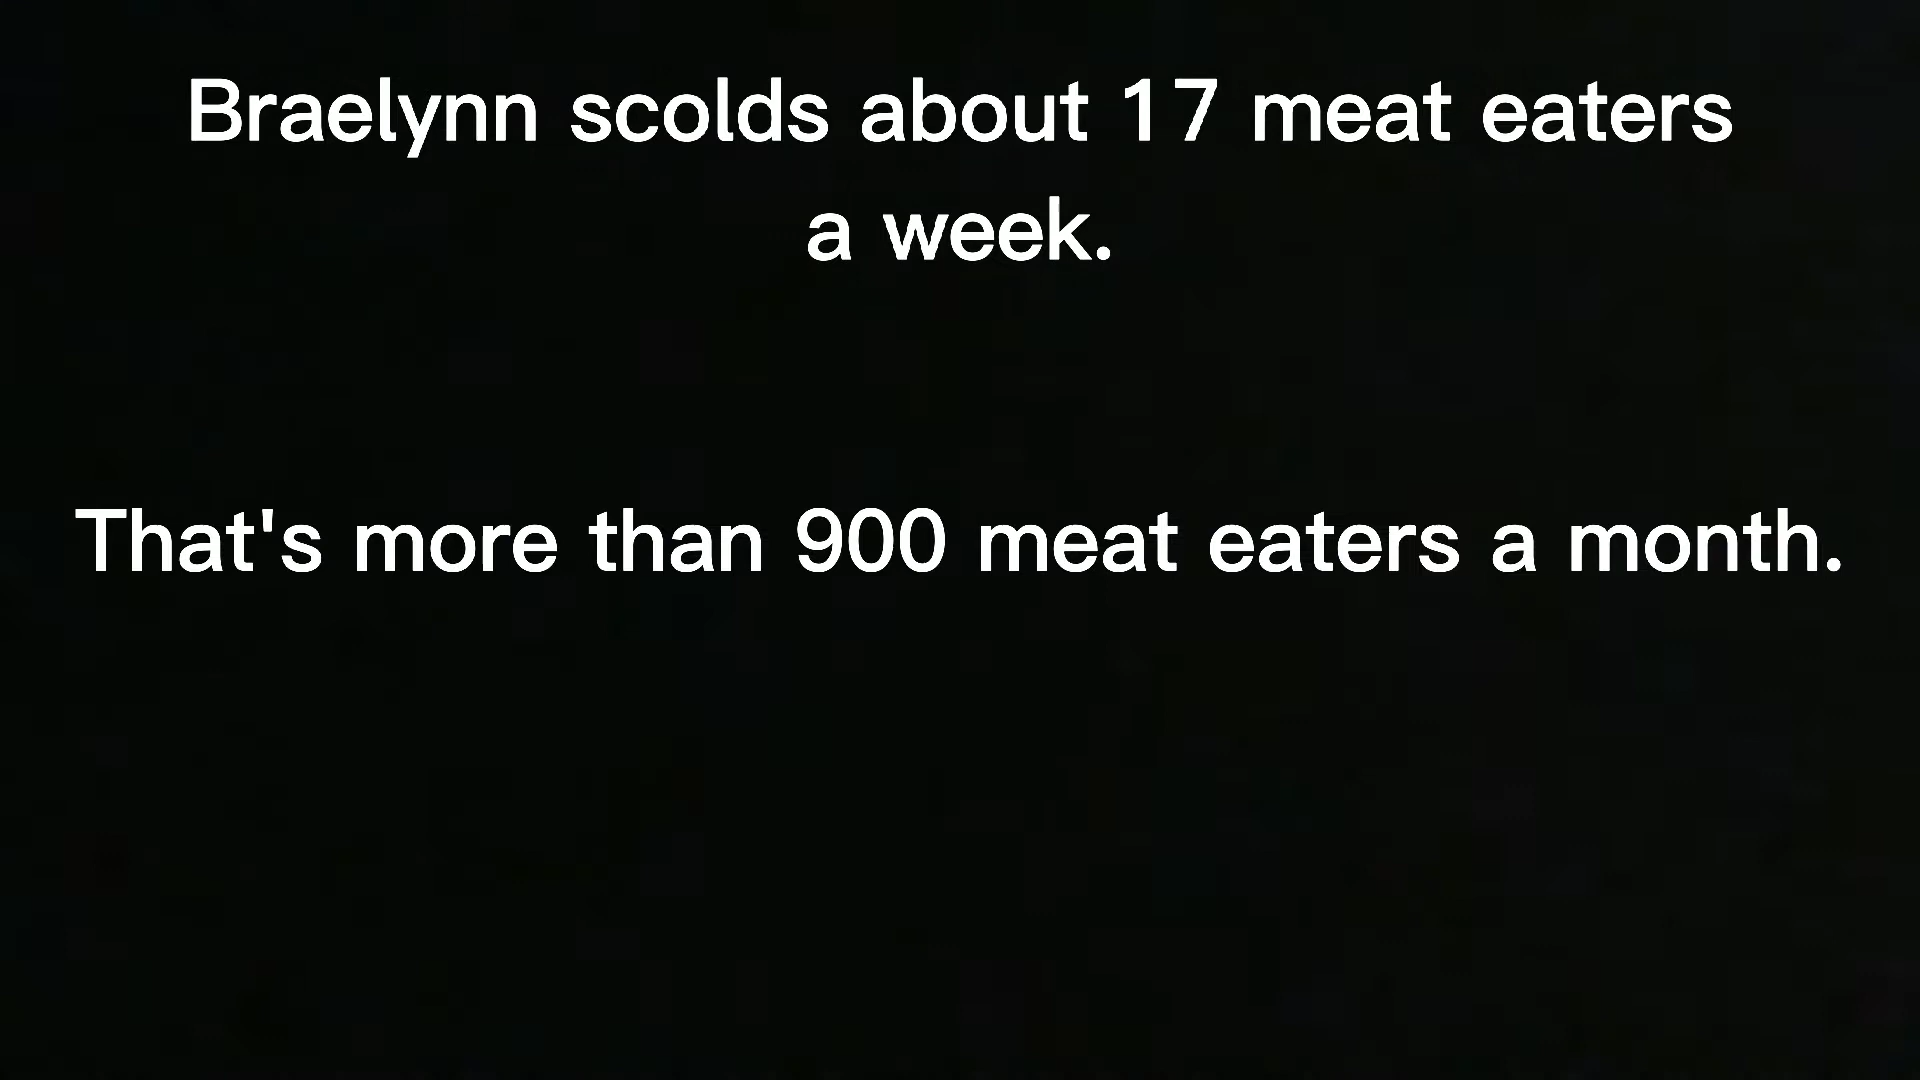 Braelynn scolds about 17 meat eaters
a week.
That's more than 900 meat eaters a month.